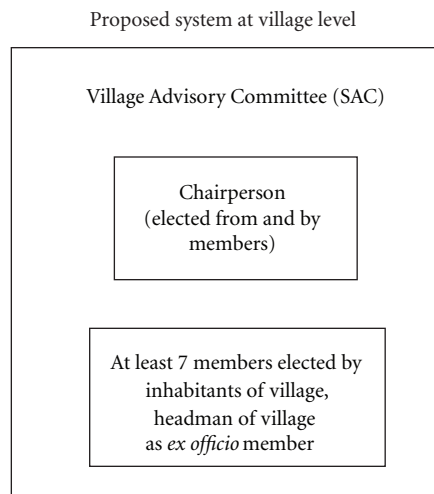 Proposed system at village level
Village Advisory Committee (SAC)
Chairperson
(elected from and by
members)
At least 7 members elected by
inhabitants of village,
headman of village
as ex officio member